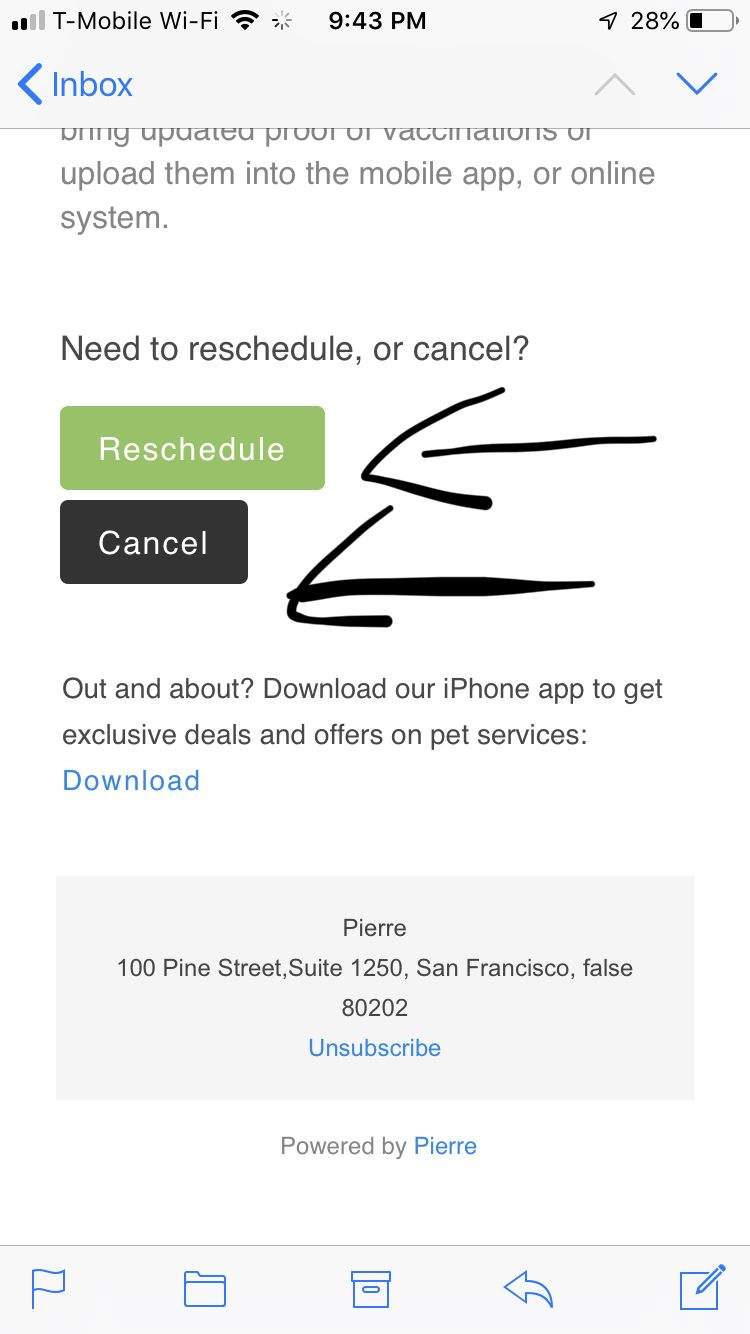 T-Mobile Wi-Fi 9:43 PM 28%
Inbox
bring updated proof of vaccinations or
upload them into the mobile app, or online
system.
Need to reschedule, or cancel?
Reschedule
Cancel
Out and about? Download our iPhone app to get
exclusive deals and offers on pet services:
Download
Pierre
100 Pine Street,Suite 1250, San Francisco, false
80202
Unsubscribe
Powered by Pierre